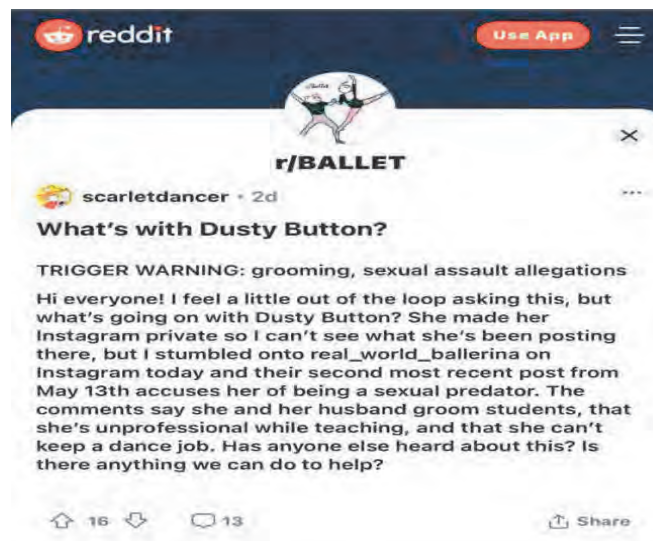 reddit
Use App
r/BALLET
scarletdancer • 2d
What's with Dusty Button?
TRIGGER WARNING: grooming, sexual assault allegations
Hi everyone! I feel a little out of the loop asking this, but
what's going on with Dusty Button? She made her
Instagram private so I can't see what she's been posting
there, but I stumbled onto real_world_ballerina on
Instagram today and their second most recent post from
May 13th accuses her of being a sexual predator. The
comments say she and her husband groom students, that
she's unprofessional while teaching, and that she can't
keep a dance job. Has anyone else heard about this? Is
there anything we can do to help?
16
13
Share